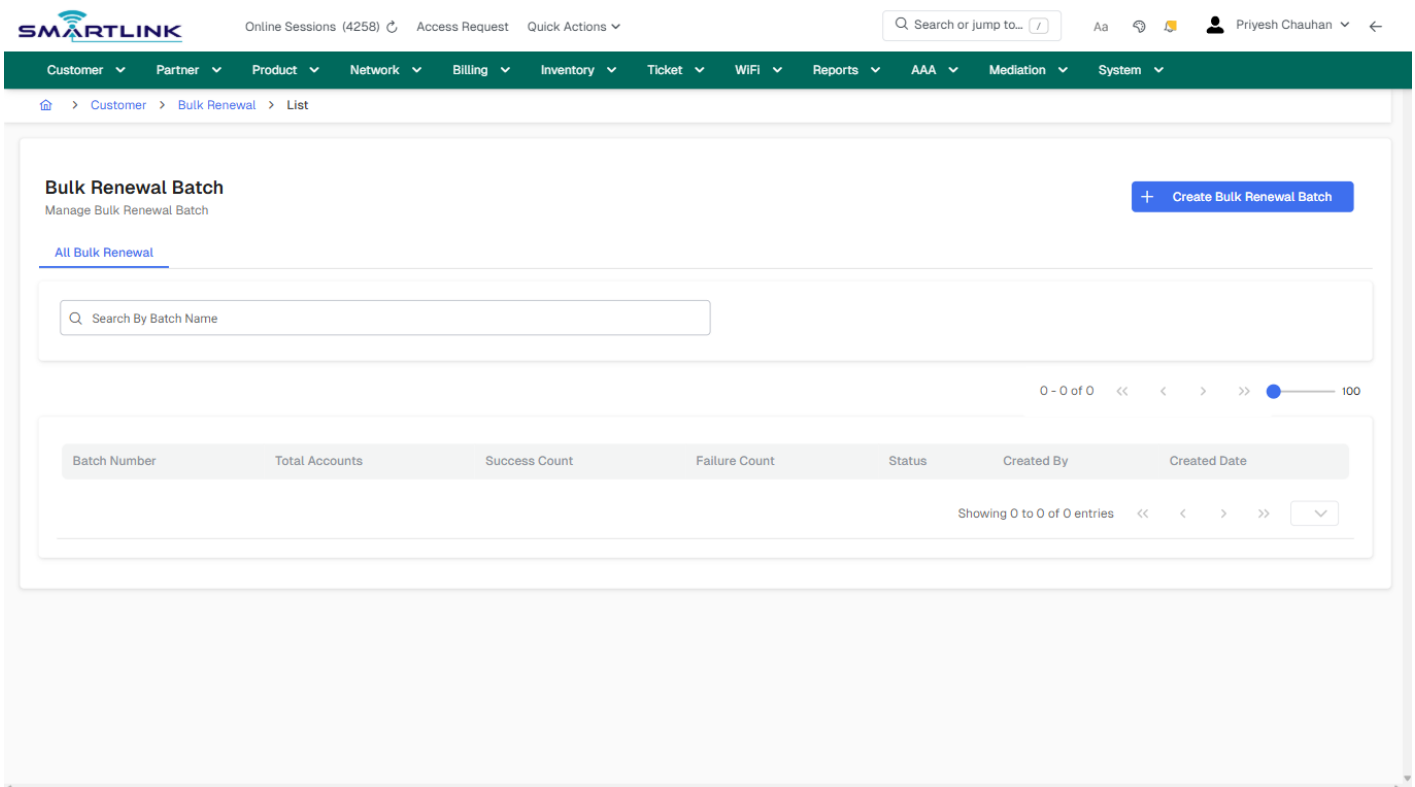 SMARTLINK Online Sessions (4258) Access Request Quick Actions Search or jump to... / Aa Priyesh Chauhan
Customer Partner Product Network Billing Inventory Ticket WiFi Reports AAA Mediation System
> Customer > Bulk Renewal > List
Bulk Renewal Batch
Manage Bulk Renewal Batch
+ Create Bulk Renewal Batch
All Bulk Renewal
Search By Batch Name
0 - 0 of 0 << < > >> 100
Batch Number Total Accounts Success Count Failure Count Status Created By Created Date
Showing 0 to 0 of 0 entries << < > >>